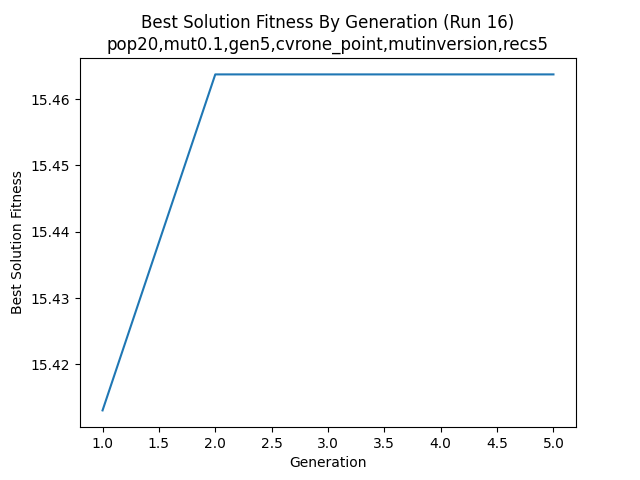 Best Solution Fitness By Generation (Run 16)
pop20,mut0.1,gen5,cvrone_point,mutinversion,recs5
Best Solution Fitness
15.46
15.45
15.44
15.43
15.42
1.0 1.5 2.0 2.5 3.0 3.5 4.0 4.5 5.0
Generation